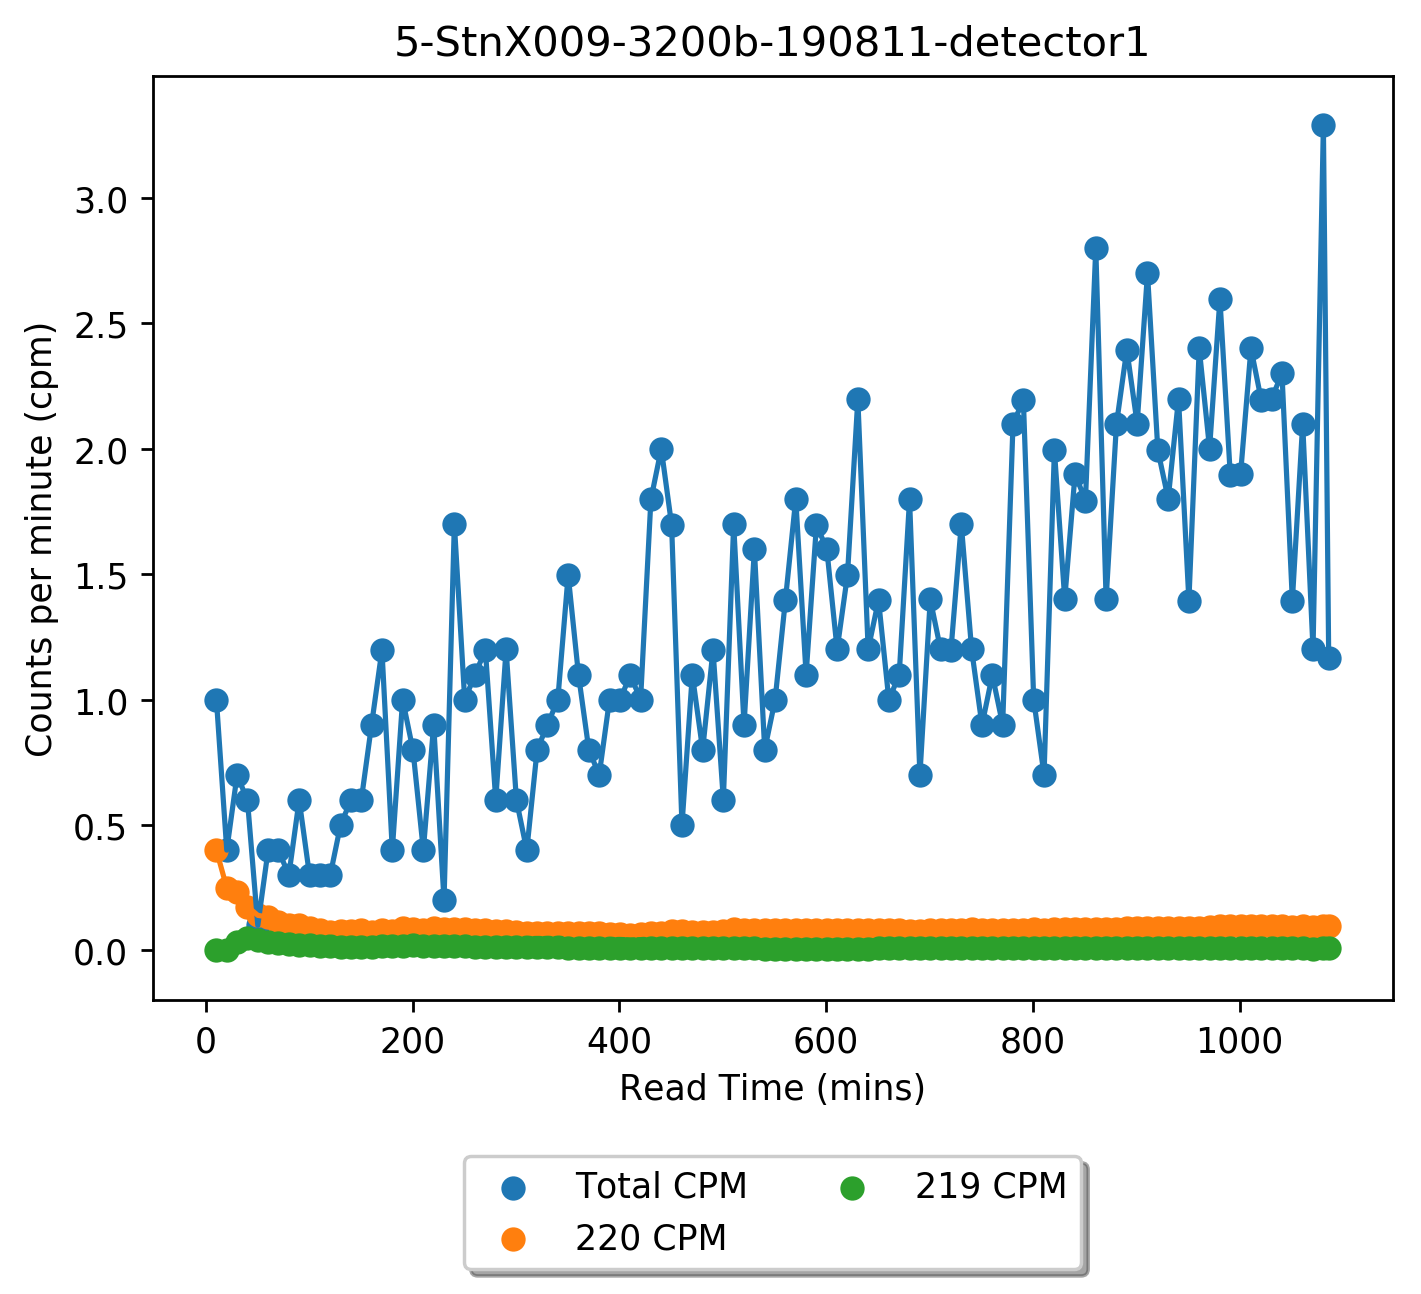 5-StnX009-3200b-190811-detector1
3.0
2.5
2.0
1.5
1.0
0.5
0.0
Counts per minute (cpm)
0 200 400 600 800 1000
Read Time (mins)
Total CPM 219 CPM
220 CPM